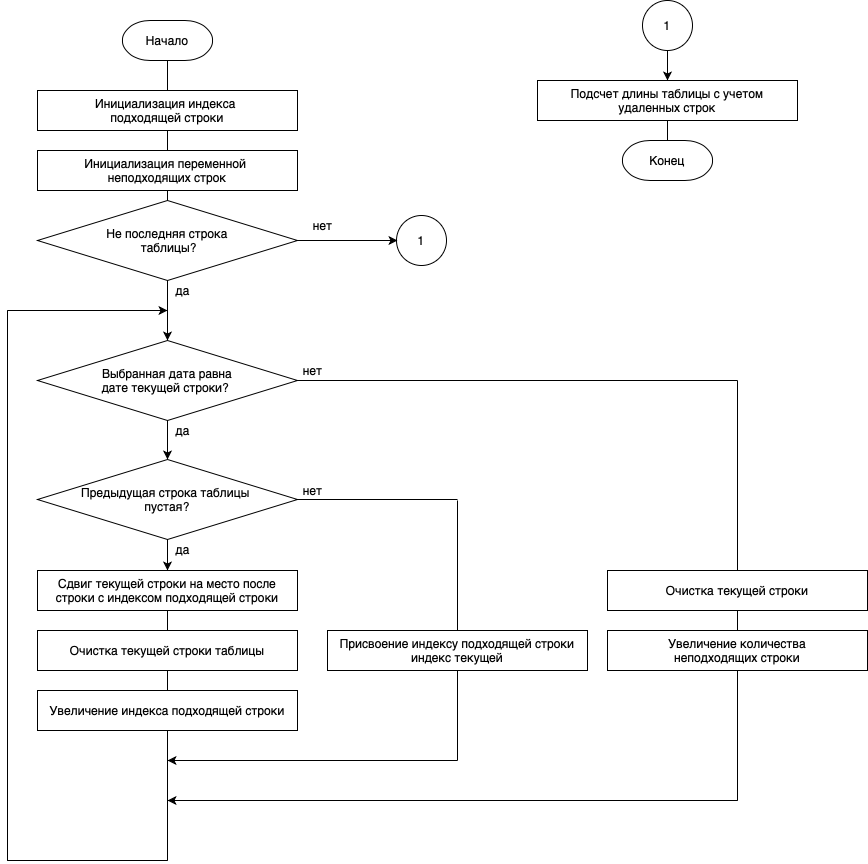 Начало
Инициализация индекса
подходящей строки
Инициализация переменной
неподходящих строк
Не последняя строка
таблицы?
нет
1
да
Выбранная дата равна
дате текущей строки?
нет
да
Предыдущая строка таблицы
пустая?
нет
да
Сдвиг текущей строки на место после
строки с индексом подходящей строки
Очистка текущей строки таблицы
Увеличение индекса подходящей строки
Присвоение индексу подходящей строки
индекс текущей
Очистка текущей строки
Увеличение количества
неподходящих строки
1
Подсчет длины таблицы с учетом
удаленных строк
Конец